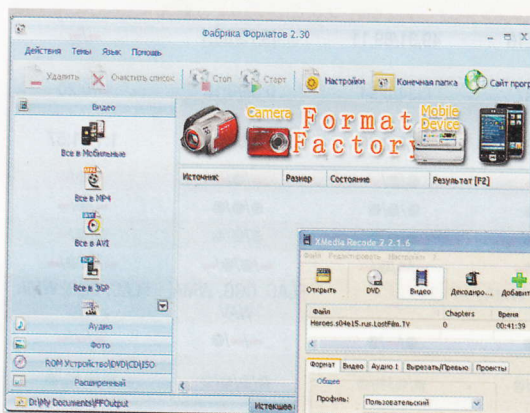 Фабрика Форматов 2.30
Действия Темы Язык Помощь
Удалить Очистить список Стоп Старт Настройки Конечная папка Сайт прог
Видео
Camera Format Factory Mobile Device
Все в Мобильные
Источник Размер Состояние Результат [F2]
Все в MP4
Все в AVI
Все в 3GP
XMedia Recode 2.2.1.6
Файл Редактировать Настройки ?
Открыть DVD Видео Декодиро... Добавит
Файл Chapters Время
Heroes.s04e15.rus.LostFilm.TV 0 00:41:39
Аудио
Фото
ROM Устройство\DVD\CD\ISO
Расширенный
Формат Видео Аудио 1 Вырезать/Превью Проекты
Общие
Профиль: Пользовательский
D:\My Documents\FFOutput
Истекшее